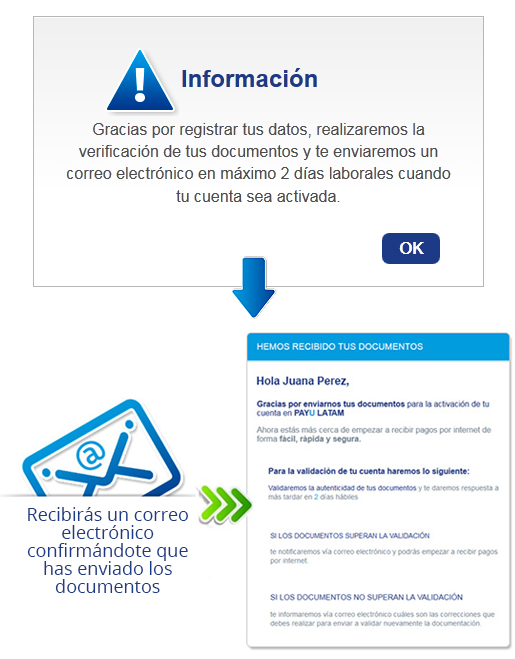 Información
Gracias por registrar tus datos, realizaremos la
verificación de tus documentos y te enviaremos un
correo electrónico en máximo 2 días laborales cuando
tu cuenta sea activada.
OK
HEMOS RECIBIDO TUS DOCUMENTOS
Hola Juana Perez,
Gracias por enviarnos tus documentos para la activación de tu
cuenta en PAYU LATAM
Ahora estás más cerca de empezar a recibir pagos por internet de
forma fácil, rápida y segura.
Para la validación de tu cuenta haremos lo siguiente:
Validaremos la autenticidad de tus documentos y te daremos respuesta a
más tardar en 2 días hábiles
SI LOS DOCUMENTOS SUPERAN LA VALIDACIÓN
te notificaremos vía correo electrónico y podrás empezar a recibir pagos
por internet.
SI LOS DOCUMENTOS NO SUPERAN LA VALIDACIÓN
te informaremos vía correo electrónico cuáles son las correcciones que
debes realizar para enviar a validar nuevamente la documentación.
@
Recibirás un correo
electrónico
confirmándote que
has enviado los
documentos